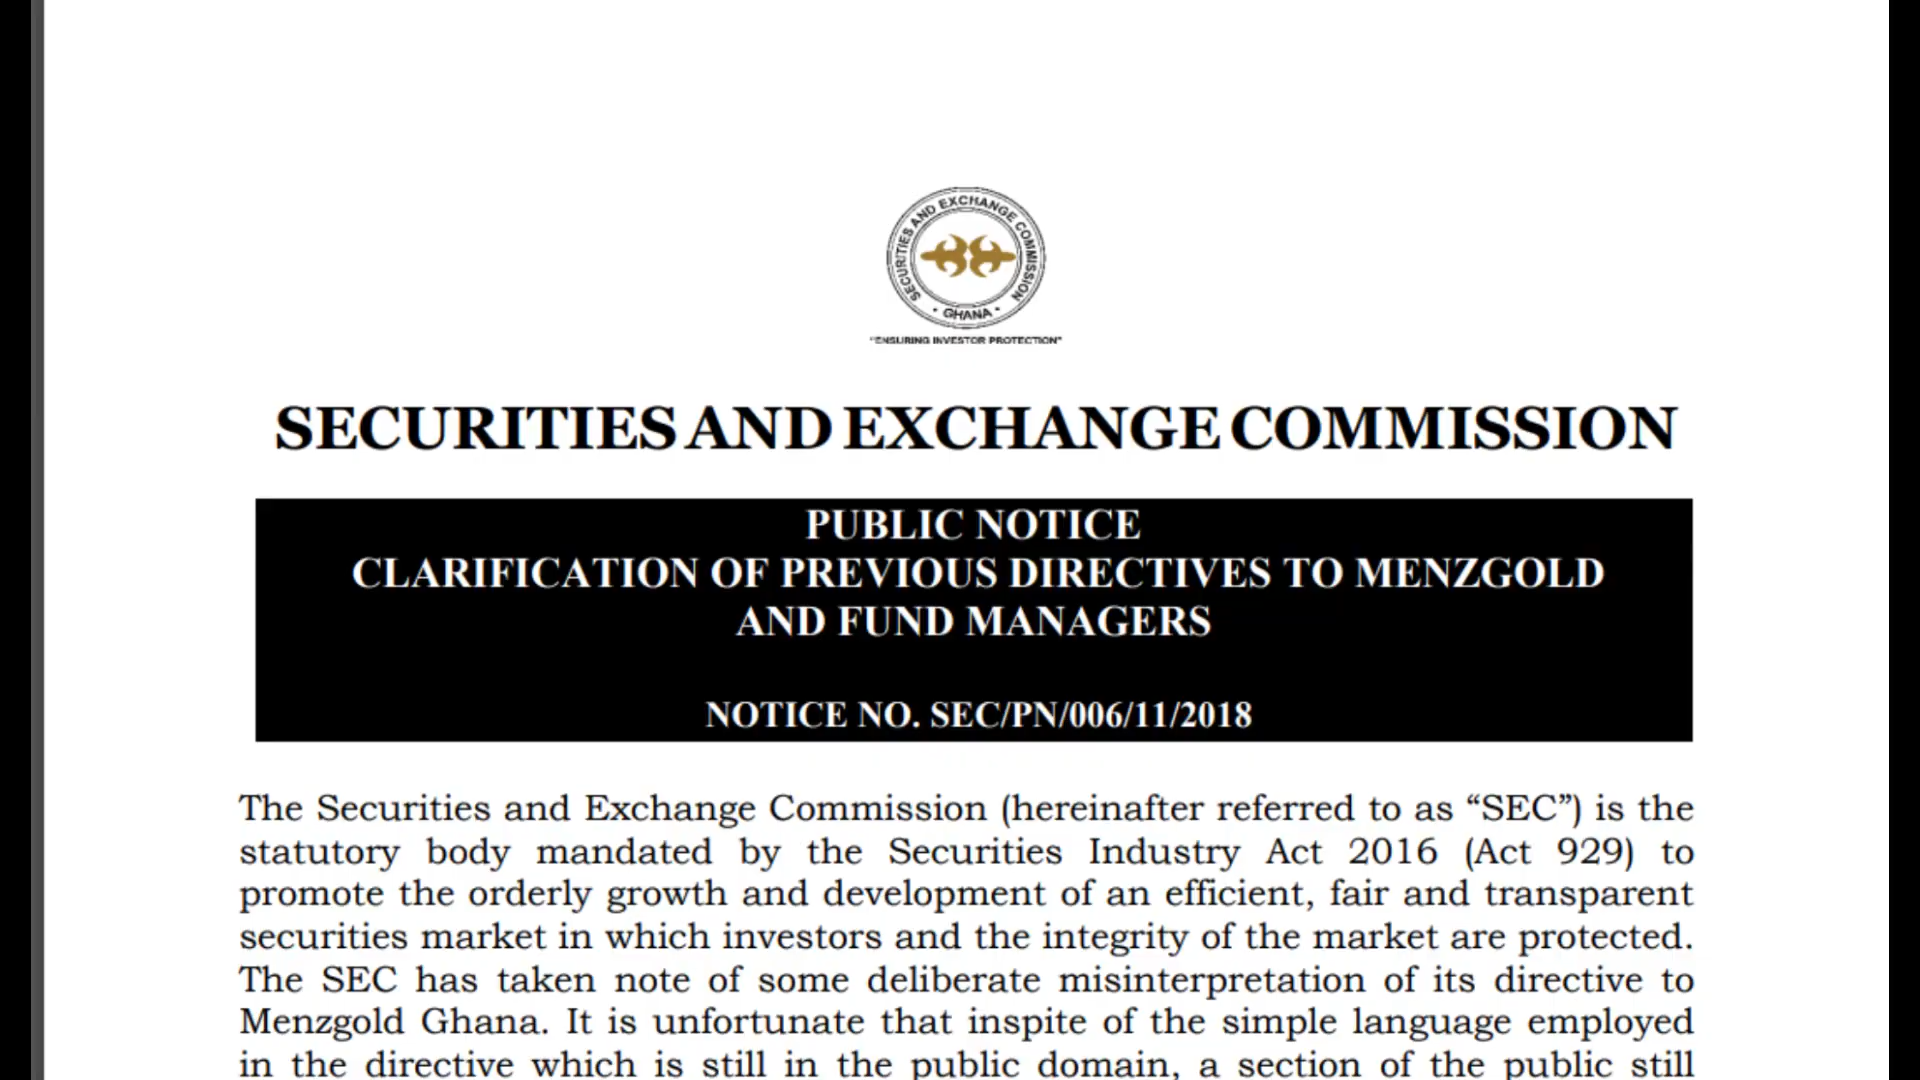 SECURITIES AND EXCHANGE COMMISSION
• GHANA •
"ENSURING INVESTOR PROTECTION"
SECURITIES AND EXCHANGE COMMISSION
PUBLIC NOTICE
CLARIFICATION OF PREVIOUS DIRECTIVES TO MENZGOLD
AND FUND MANAGERS
NOTICE NO. SEC/PN/006/11/2018
The Securities and Exchange Commission (hereinafter referred to as “SEC”) is the
statutory body mandated by the Securities Industry Act 2016 (Act 929) to
promote the orderly growth and development of an efficient, fair and transparent
securities market in which investors and the integrity of the market are protected.
The SEC has taken note of some deliberate misinterpretation of its directive to
Menzgold Ghana. It is unfortunate that inspite of the simple language employed
in the directive which is still in the public domain, a section of the public still